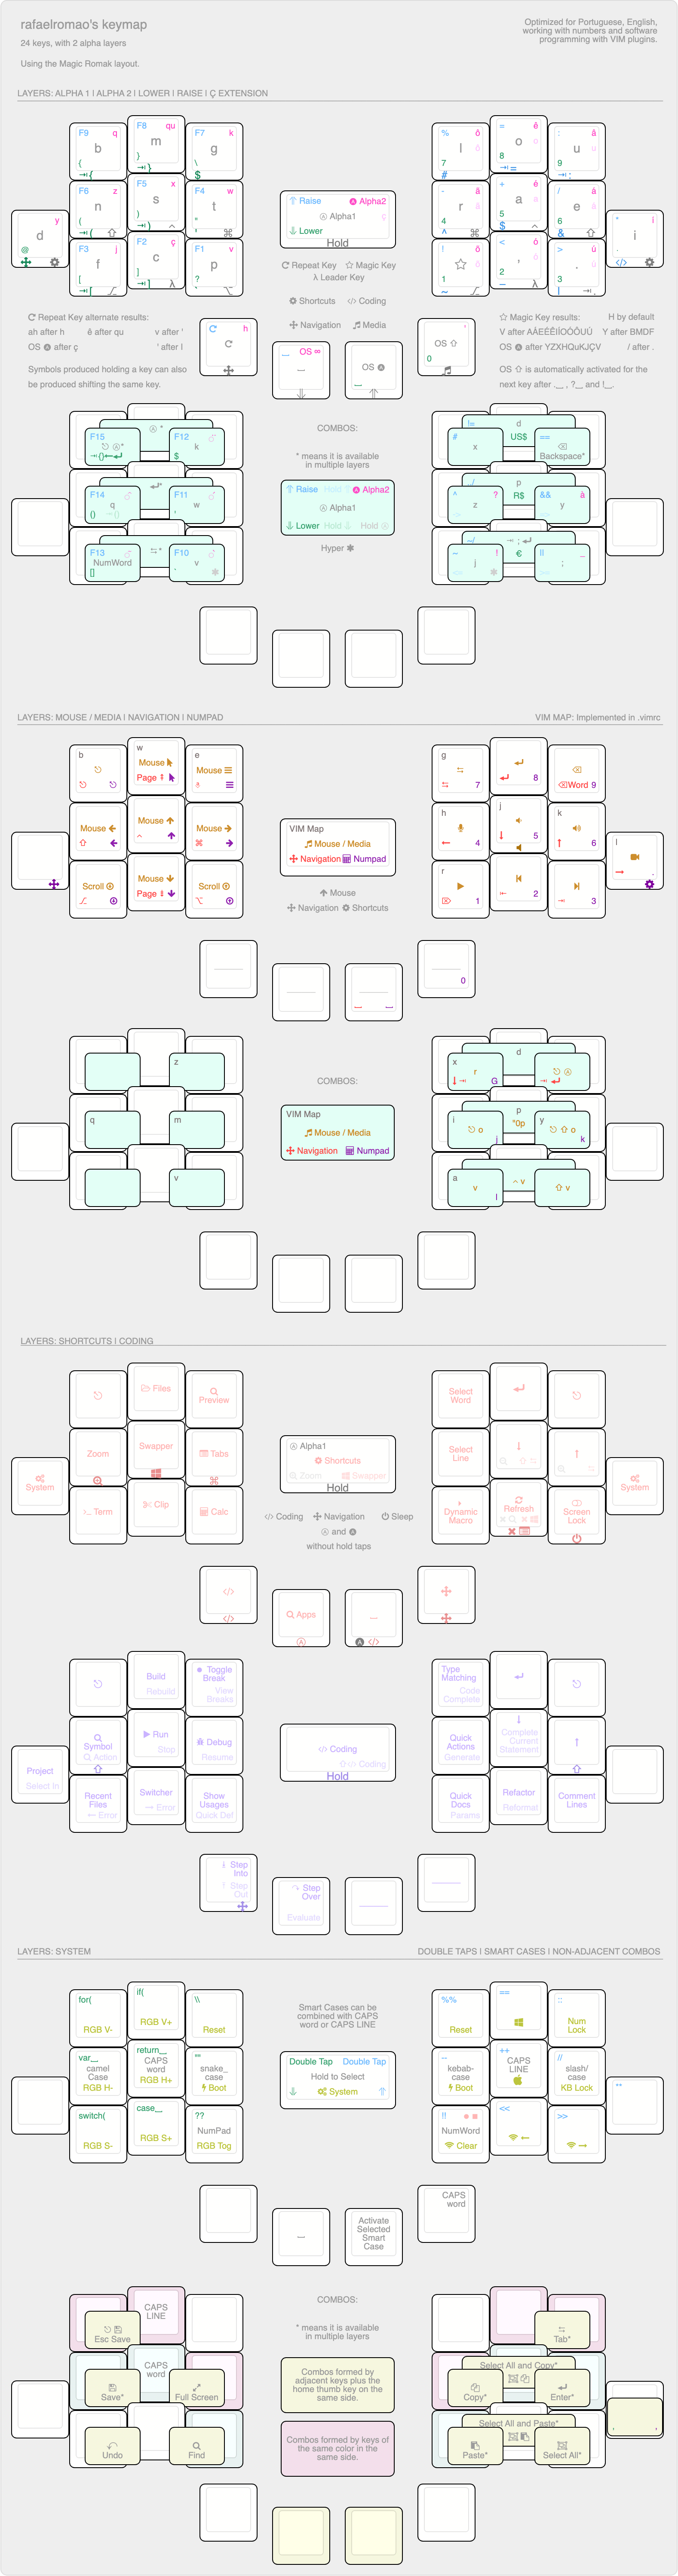 rafaelromao's keymap
24 keys, with 2 alpha layers
Using the Magic Romak layout.
Optimized for Portuguese, English,
working with numbers and software
programming with VIM plugins.
LAYERS: ALPHA 1 | ALPHA 2 | LOWER | RAISE | Ç EXTENSION
F9 q
b
{
F8 qu
m
}
F7 k
g
\
$
F6 z
n
(
F5 x
s
)
F4 w
t
"
F3 j
f
[
F2 ç
c
]
F1 v
p
?
d y
@
% ô
l
7
#
= ê
o
8
: â
u
9
- ã
r
4
^
+ é
a
5
$
/ á
e
6
&
! õ
1
~
< ó
,
2
> ú
.
3
i í
Raise Alpha2
Alpha1 ç
Lower
Hold
Repeat Key Magic Key
λ Leader Key
Shortcuts </> Coding
Navigation Media
Repeat Key alternate results:
ah after h ê after qu v after '
OS after ç ' after l
Symbols produced holding a key can also
be produced shifting the same key.
Magic Key results: H by default
Y after BMDF
/ after .
OS is automatically activated for the
h
OS ∞
OS
OS
0
COMBOS:
* means it is available
in multiple layers
F15
F12
k
$
F14
q
()
F11
w
F13
NumWord
[]
F10
v
!=
#
x
d
US$
==
Backspace*
^ ?
z
p
R$
&& à
y
~ !
j
€
|| _
;
Raise Hold Alpha2
Alpha1
Lower Hold Hold
Hyper
LAYERS: MOUSE / MEDIA | NAVIGATION | NUMPAD
VIM MAP: Implemented in .vimrc
b
w
Mouse
Page
e
Mouse
Mouse
Mouse
Mouse
Scroll
Mouse
Page
Scroll
g
7
8
Word 9
h
4
j
5
k
6
r
1
2
3
l
VIM Map
Mouse / Media
Navigation Numpad
Mouse
Navigation Shortcuts
0
COMBOS:
z
q
m
v
x
r
G
d
i
o
j
p
"0p
y
o
k
a
v
l
v
v
VIM Map
Mouse / Media
Navigation Numpad
LAYERS: SHORTCUTS | CODING
Files
Preview
Zoom
Swapper
Tabs
System
Term
Clip
Calc
Select
Word
Select
Line
Dynamic
Macro
Refresh
Screen
Lock
System
Alpha1
Shortcuts
Zoom Swapper
Hold
</> Coding Navigation Sleep
and
without hold taps
</>
</>
Apps
</>
Build
Rebuild
Toggle
Break
View
Breaks
Symbol
Action
Run
Stop
Debug
Resume
Project
Select In
Recent
Files
Error
Switcher
Error
Show
Usages
Quick Def
Type
Matching
Code
Complete
Quick
Actions
Generate
Complete
Current
Statement
Quick
Docs
Params
Refactor
Reformat
Comment
Lines
</> Coding
</> Coding
Hold
Step
Into
Step
Out
Step
Over
Evaluate
LAYERS: SYSTEM
DOUBLE TAPS | SMART CASES | NON-ADJACENT COMBOS
for(
RGB V-
if(
RGB V+
\\
Reset
var_
camel
Case
RGB H-
return_
CAPS
word
RGB H+
snake_
case
Boot
switch(
RGB S-
case_
RGB S+
??
NumPad
RGB Tog
Smart Cases can be
combined with CAPS
word or CAPS LINE
Double Tap Double Tap
Hold to Select
System
%%
Reset
==
::
Num
Lock
--
kebab-
case
Boot
++
CAPS
LINE
//
slash/
case
KB Lock
!!
NumWord
Clear
<<
>>
CAPS
word
Activate
Selected
Smart
Case
CAPS
LINE
Esc Save
CAPS
word
Save*
Full Screen
Undo
Find
COMBOS:
* means it is available
in multiple layers
Combos formed by
adjacent keys plus the
home thumb key on the
same side.
Combos formed by keys of
the same color in the
same side.
Tab*
Select All and Copy*
Copy*
Enter*
Select All and Paste*
Paste*
Select All*